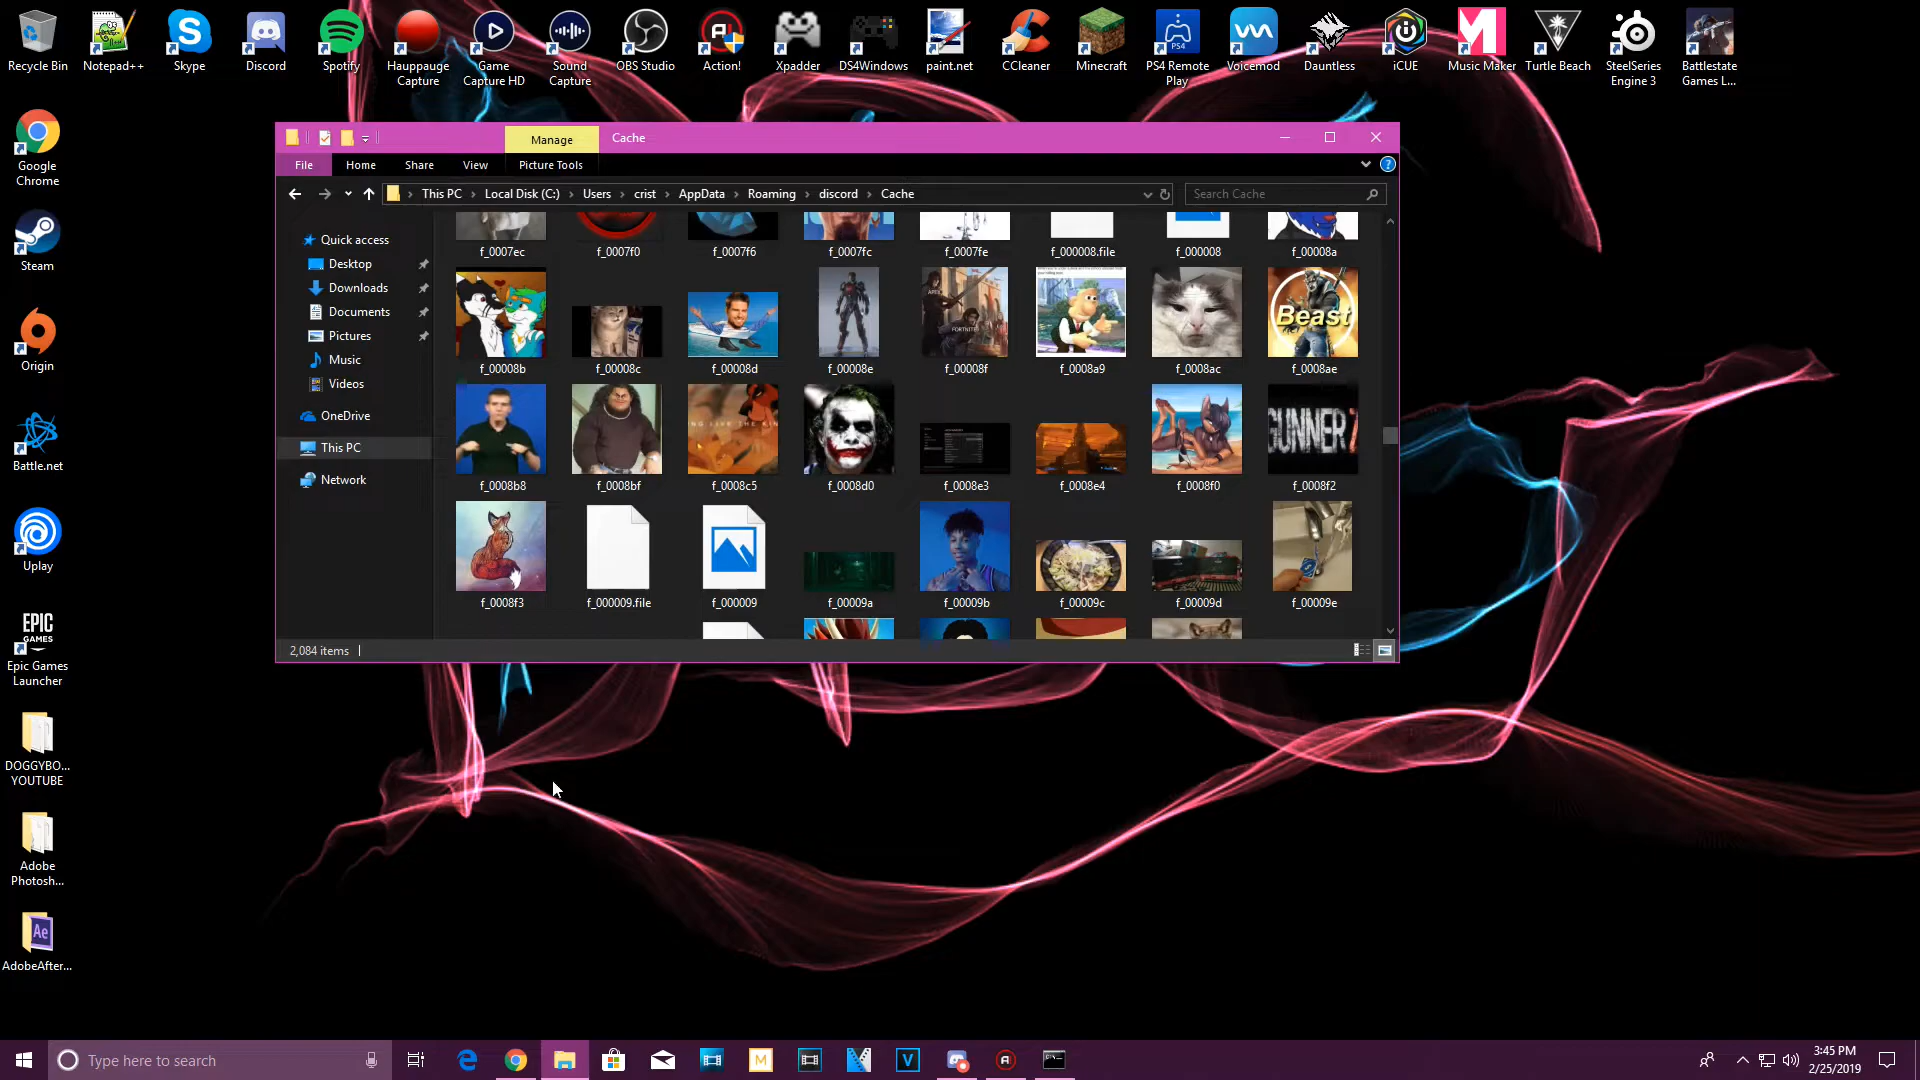 Recycle Bin
Notepad++
Skype
Discord
Spotify
Hauppauge
Capture
Game
Capture HD
Sound
Capture
OBS Studio
Action!
Xpadder
DS4Windows
paint.net
CCleaner
Minecraft
PS4 Remote
Play
Voicemod
Dauntless
iCUE
Music Maker
Turtle Beach
SteelSeries
Engine 3
Battlestate
Games L...
Google
Chrome
Steam
Origin
Battle.net
Uplay
EPIC
GAMES
Epic Games
Launcher
DOGGYBO...
YOUTUBE
Adobe
Photosh...
Ae
AdobeAfter...
Manage
Cache
File
Home
Share
View
Picture Tools
This PC
Local Disk (C:)
Users
crist
AppData
Roaming
discord
Cache
Search Cache
Quick access
Desktop
Downloads
Documents
Pictures
Music
Videos
OneDrive
This PC
Network
f_0007ec
f_0007f0
f_0007f6
f_0007fc
f_0007fe
f_000008.file
f_000008
f_00008a
FORTNITE
Beast
f_00008b
f_00008c
f_00008d
f_00008e
f_00008f
f_0008a9
f_0008ac
f_0008ae
NG LIVE THE KIN
GUNNER7
f_0008b8
f_0008bf
f_0008c5
f_0008d0
f_0008e3
f_0008e4
f_0008f0
f_0008f2
f_0008f3
f_000009.file
f_000009
f_00009a
f_00009b
f_00009c
f_00009d
f_00009e
2,084 items
Type here to search
3:45 PM
2/25/2019